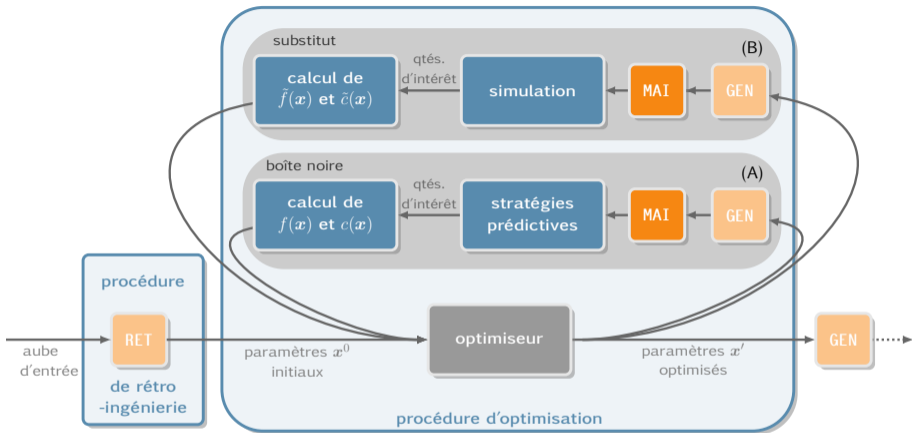 substitut
(B)
calcul de
f̃(x) et c̃(x)
qtés.
d'intérêt
simulation
MAI
GEN
boîte noire
(A)
calcul de
f(x) et c(x)
qtés.
d'intérêt
stratégies
prédictives
MAI
GEN
procédure
RET
de rétro
-ingénierie
aube
d'entrée
paramètres x⁰
initiaux
optimiseur
paramètres x′
optimisés
GEN
procédure d'optimisation